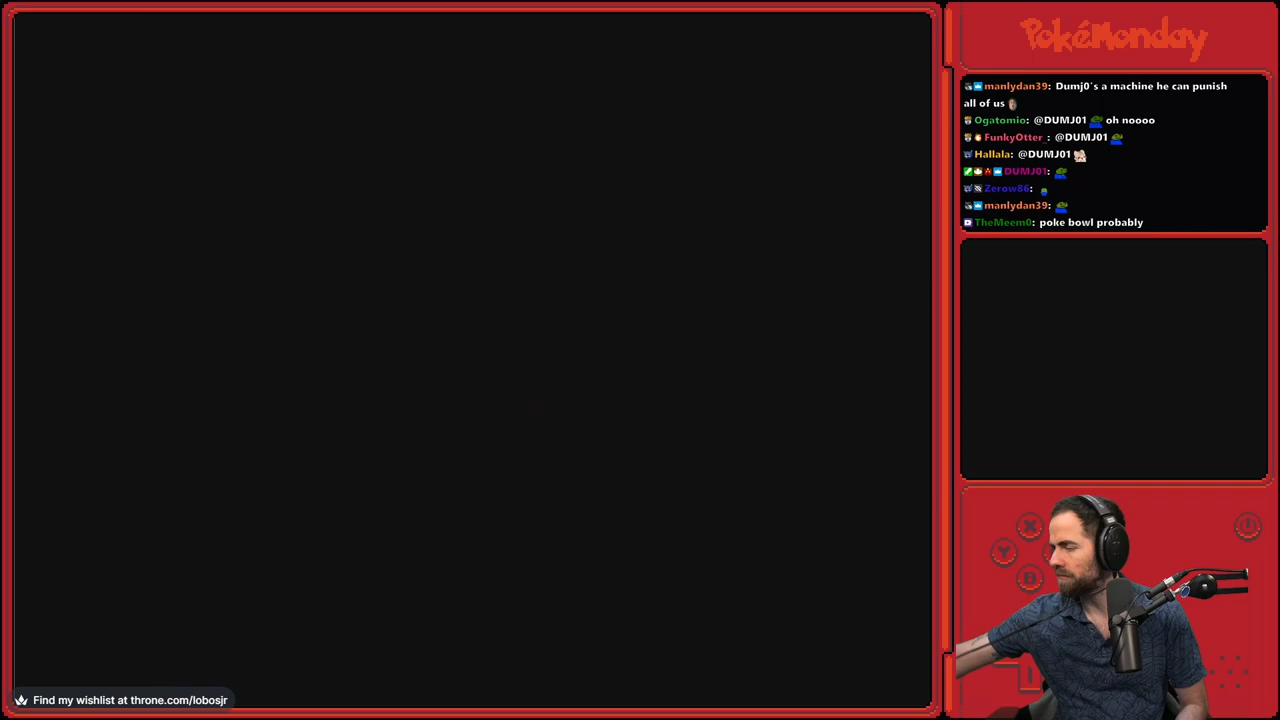 PokéMonday
manlydan39: Dumj0's a machine he can punish
all of us
Ogatomio: @DUMJ01 oh noooo
FunkyOtter_: @DUMJ01
Hallala: @DUMJ01
DUMJ01:
Zerow86:
manlydan39:
TheMeem0: poke bowl probably
X
Y
B
Find my wishlist at throne.com/lobosjr